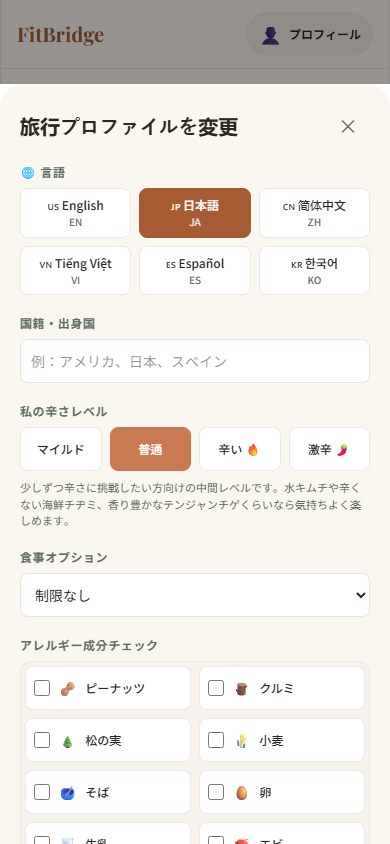 FitBridge
プロフィール
旅行プロファイルを変更
言語
US English
EN
JP 日本語
JA
CN 简体中文
ZH
VN Tiếng Việt
VI
ES Español
ES
KR 한국어
KO
国籍・出身国
例：アメリカ、日本、スペイン
私の辛さレベル
マイルド
普通
辛い
激辛
少しずつ辛さに挑戦したい方向けの中間レベルです。水キムチや辛く
ない海鮮チヂミ、香り豊かなテンジャンチゲくらいなら気持ちよく楽
しめます。
食事オプション
制限なし
アレルギー成分チェック
ピーナッツ
クルミ
松の実
小麦
そば
卵
牛乳
エビ